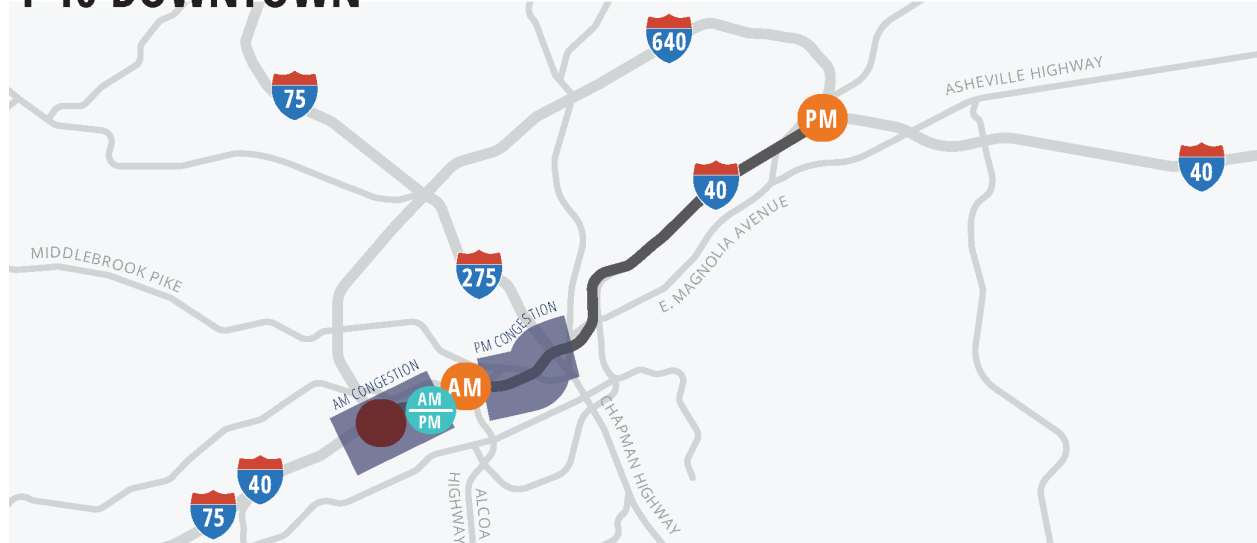 I-40 DOWNTOWN
640
75
ASHEVILLE HIGHWAY
PM
40
40
E. MAGNOLIA AVENUE
MIDDLEBROOK PIKE
275
PM CONGESTION
AM CONGESTION
AM
AM
PM
CHAPMAN HIGHWAY
40
75
ALCOA
HIGHWAY